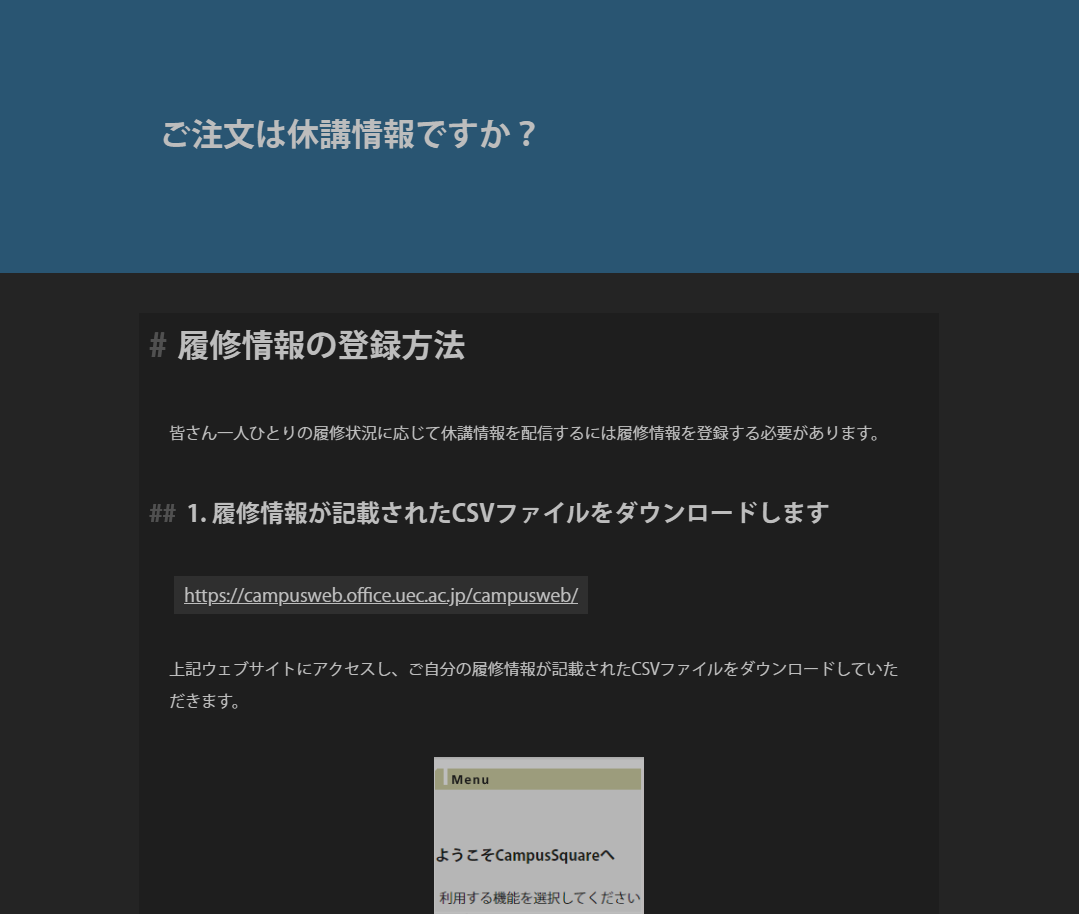 ご注文は休講情報ですか？
# 履修情報の登録方法
皆さん一人ひとりの履修状況に応じて休講情報を配信するには履修情報を登録する必要があります。
## 1. 履修情報が記載されたCSVファイルをダウンロードします
https://campusweb.office.uec.ac.jp/campusweb/
上記ウェブサイトにアクセスし、ご自分の履修情報が記載されたCSVファイルをダウンロードしていた
だきます。
Menu
ようこそCampusSquareへ
利用する機能を選択してください